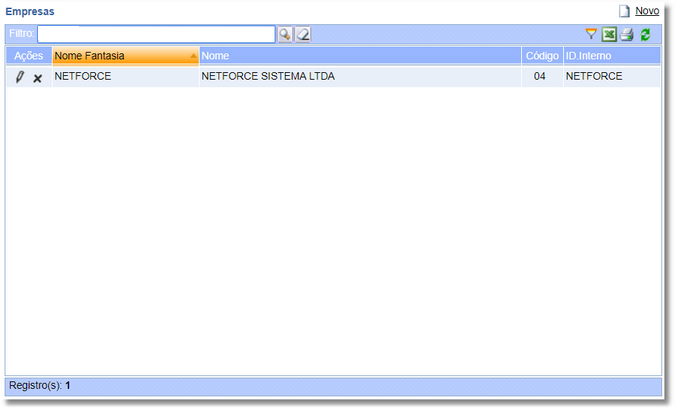 Empresas Novo
Filtro:
Ações Nome Fantasia Nome Código ID.Interno
NETFORCE NETFORCE SISTEMA LTDA 04 NETFORCE
Registro(s): 1